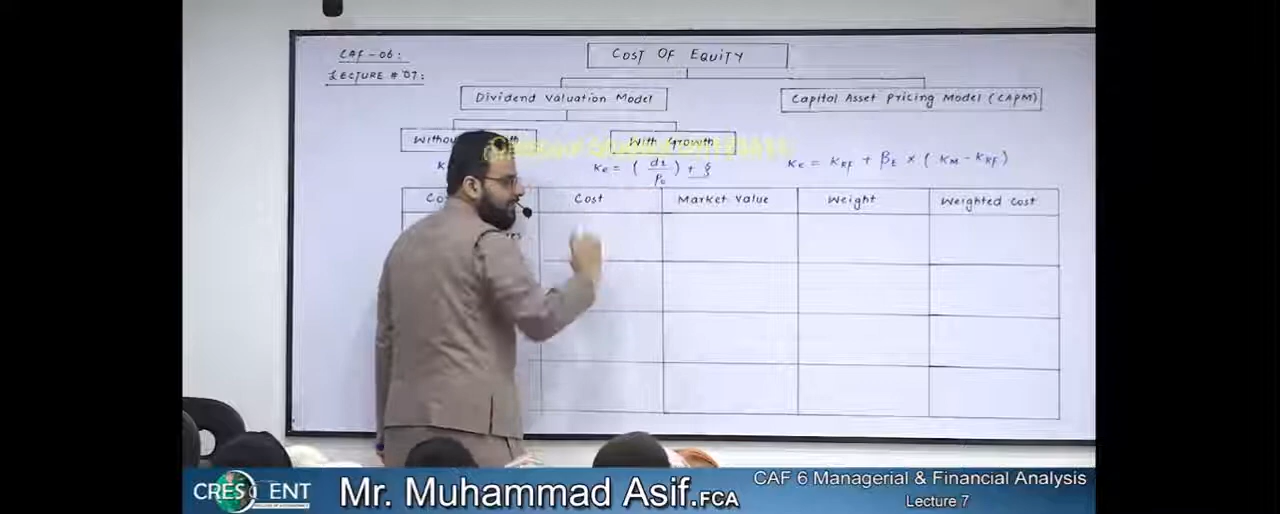 CAF-06:
LECTURE # 07:
COST OF EQUITY
Dividend Valuation Model
Capital Asset Pricing Model (CAPM)
With Growth
Ke = ( d1 / P0 ) + g
Ke = KRF + βE × ( KM - KRF )
Cost
Market Value
Weight
Weighted Cost
CRESCENT
Mr. Muhammad Asif.FCA
CAF 6 Managerial & Financial Analysis
Lecture 7